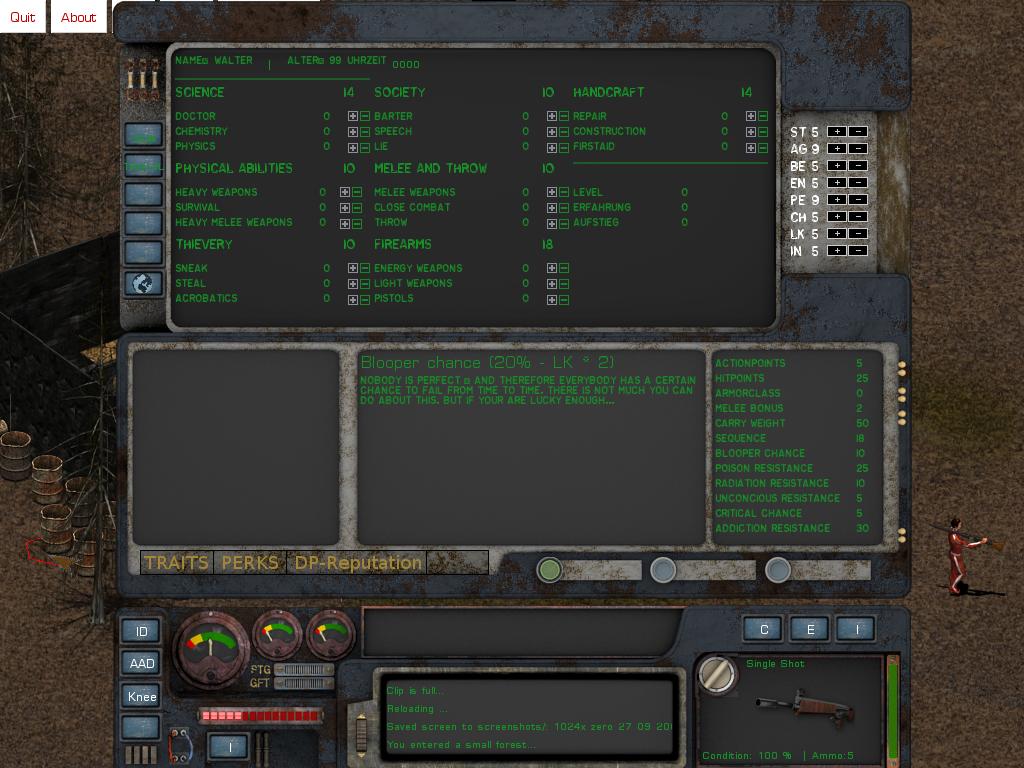 Quit About
NAME: WALTER | ALTER: 99 UHRZEIT 0000
SCIENCE 14 SOCIETY 10 HANDCRAFT 14
DOCTOR 0 + - BARTER 0 + - REPAIR 0 + -
CHEMISTRY 0 + - SPEECH 0 + - CONSTRUCTION 0 + -
PHYSICS 0 + - LIE 0 + - FIRSTAID 0 + -
PHYSICAL ABILITIES 10 MELEE AND THROW 10
HEAVY WEAPONS 0 + - MELEE WEAPONS 0 + - LEVEL 0
SURVIVAL 0 + - CLOSE COMBAT 0 + - ERFAHRUNG 0
HEAVY MELEE WEAPONS 0 + - THROW 0 + - AUFSTIEG 0
THIEVERY 10 FIREARMS 18
SNEAK 0 + - ENERGY WEAPONS 0 + -
STEAL 0 + - LIGHT WEAPONS 0 + -
ACROBATICS 0 + - PISTOLS 0 + -
ST 5 + -
AG 9 + -
BE 5 + -
EN 5 + -
PE 9 + -
CH 5 + -
LK 5 + -
IN 5 + -
Blooper chance (20% - LK * 2)
NOBODY IS PERFECT AND THEREFORE EVERYBODY HAS A CERTAIN
CHANCE TO FAIL FROM TIME TO TIME. THERE IS NOT MUCH YOU CAN
DO ABOUT THIS. BUT IF YOUR ARE LUCKY ENOUGH...
ACTIONPOINTS 5
HITPOINTS 25
ARMORCLASS 0
MELEE BONUS 2
CARRY WEIGHT 50
SEQUENCE 18
BLOOPER CHANCE 10
POISON RESISTANCE 25
RADIATION RESISTANCE 10
UNCONCIOUS RESISTANCE 5
CRITICAL CHANCE 5
ADDICTION RESISTANCE 30
TRAITS PERKS DP-Reputation
ID
AAD
Knee
STG
GFT
I
Clip is full...
Reloading ...
Saved screen to screenshots/: 1024x zero 27 09 20
You entered a small forest...
C E I
Single Shot
Condition: 100 % | Ammo:5